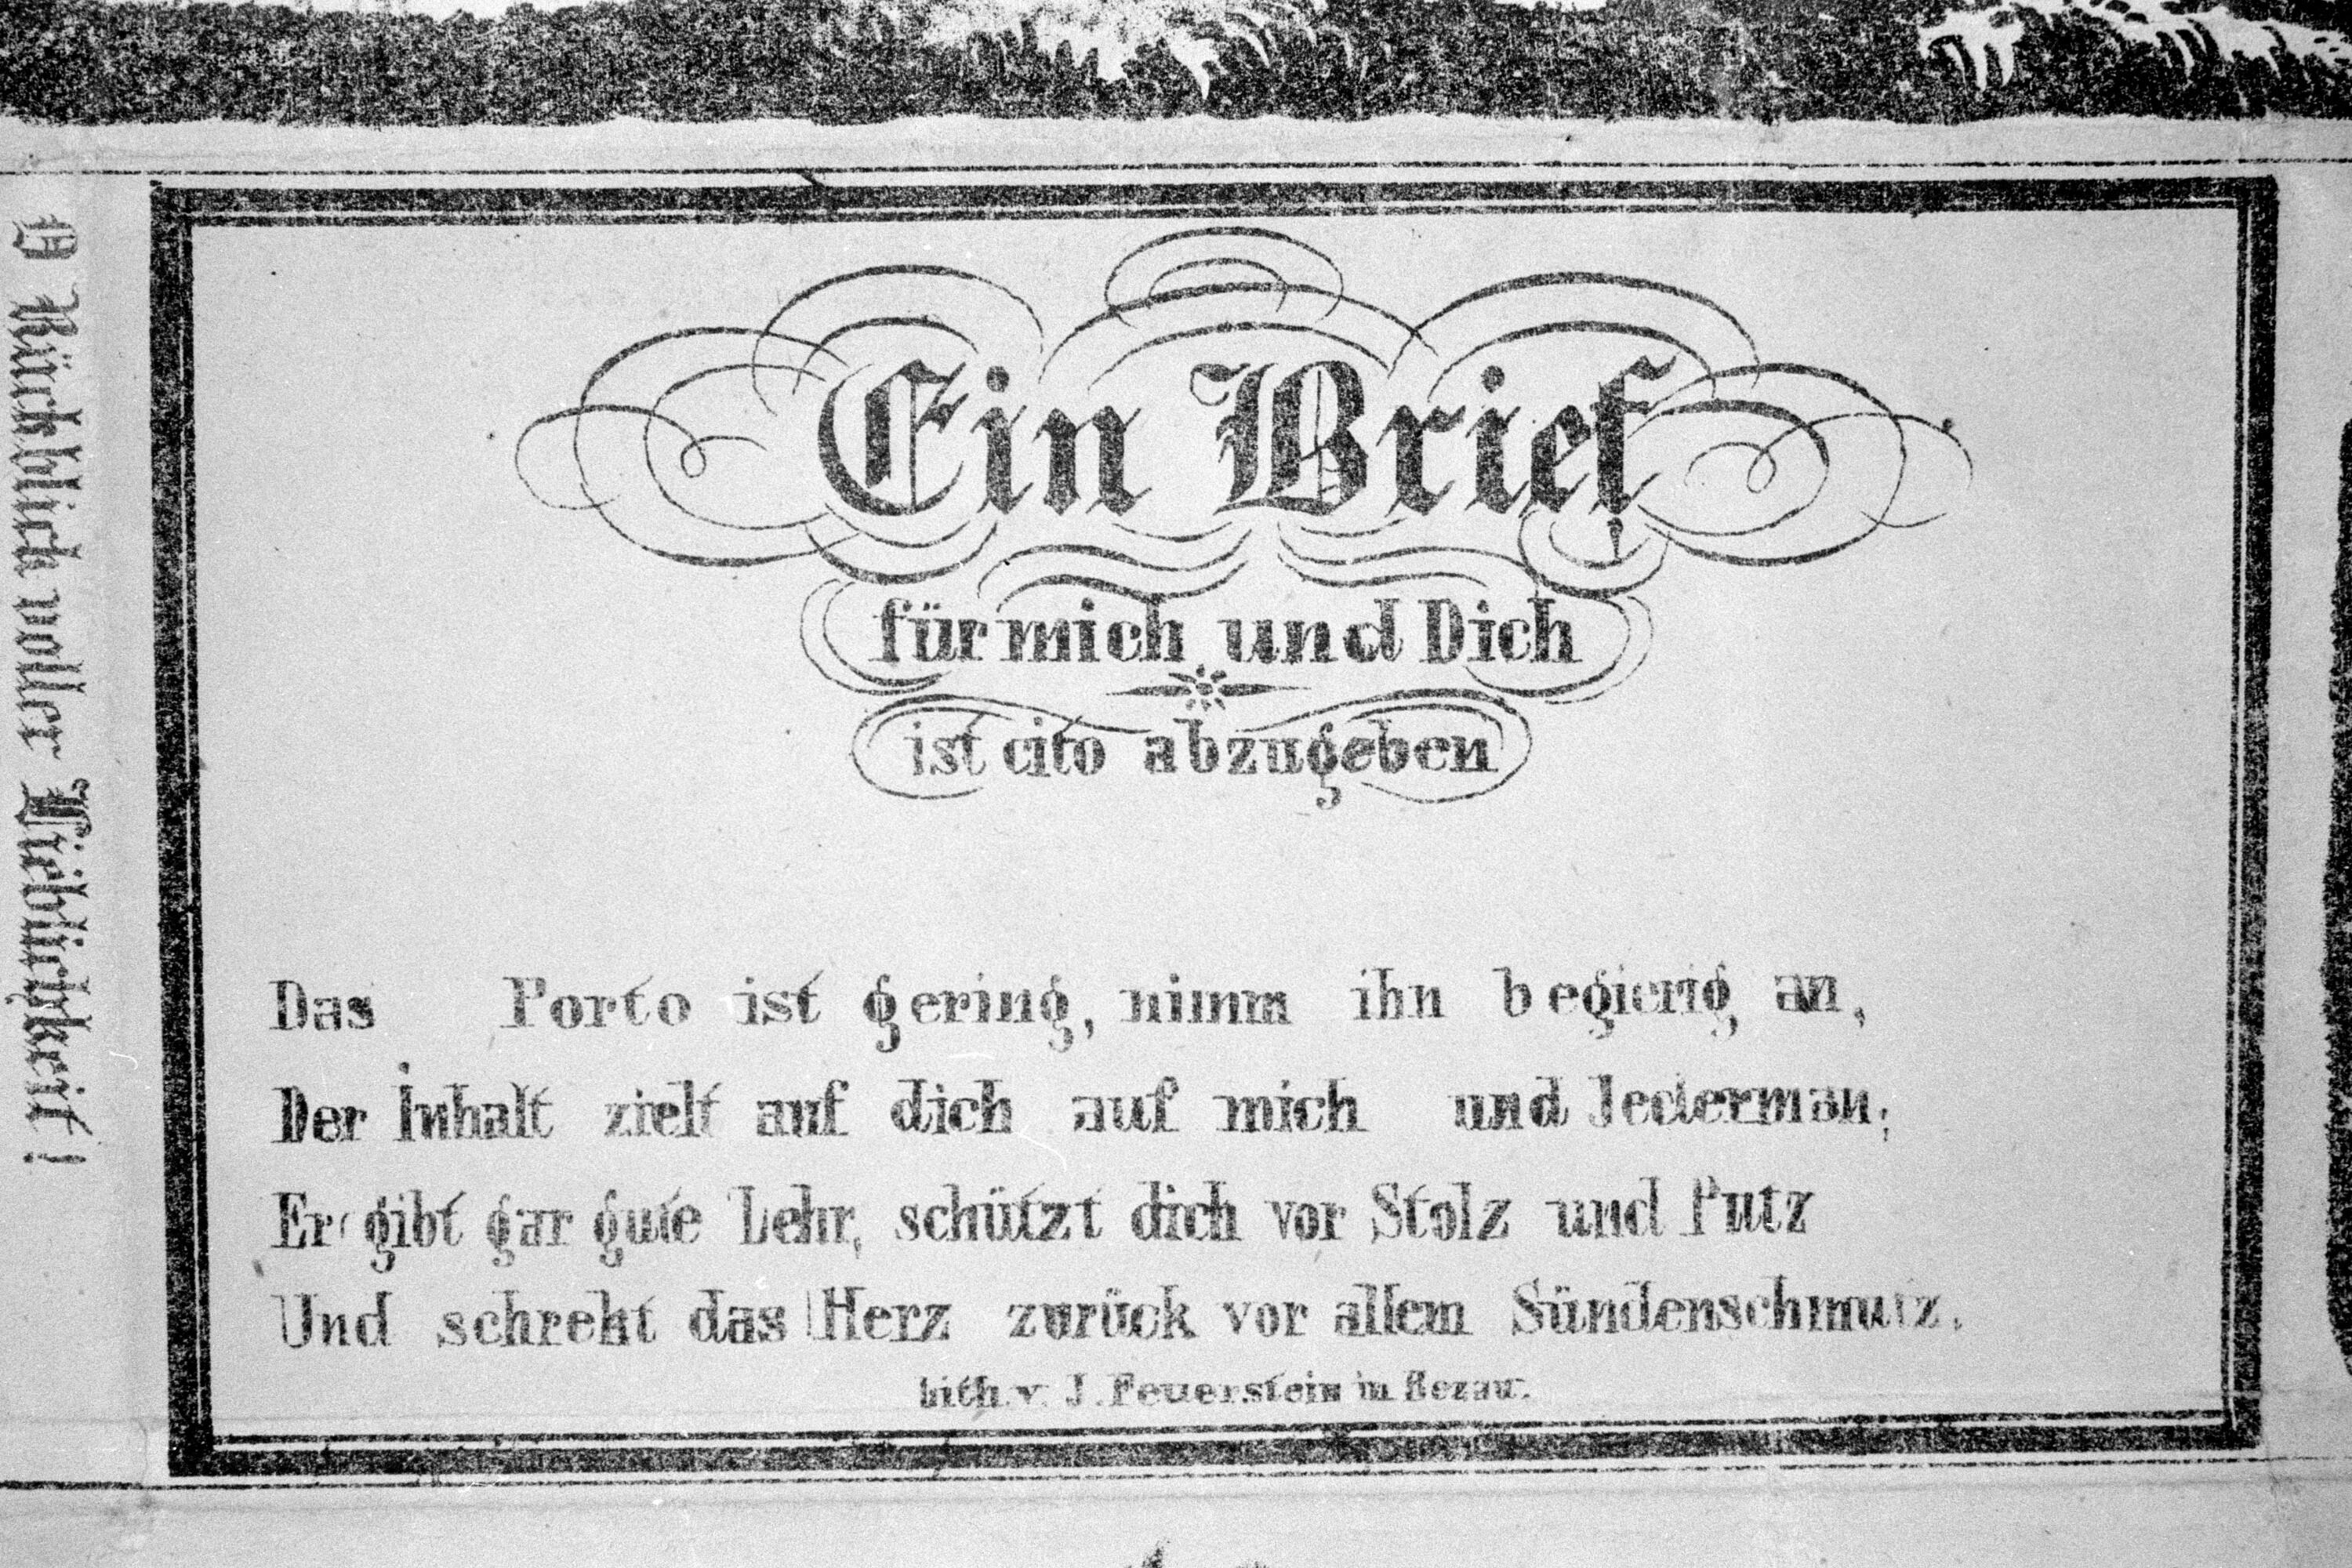 O Rückblick voller Lieblichkeit!
Ein Brief
für mich und Dich
ist cito abzugeben
Das Porto ist gering, nimm ihn begierig an,
Der Inhalt zielt auf dich auf mich und Jederman;
Er gibt gar gute Lehr, schützt dich vor Stolz und Putz
Und schrekt das Herz zurück vor allem Sündenschmutz.
Lith. v. J. Feuerstein in Bezau.